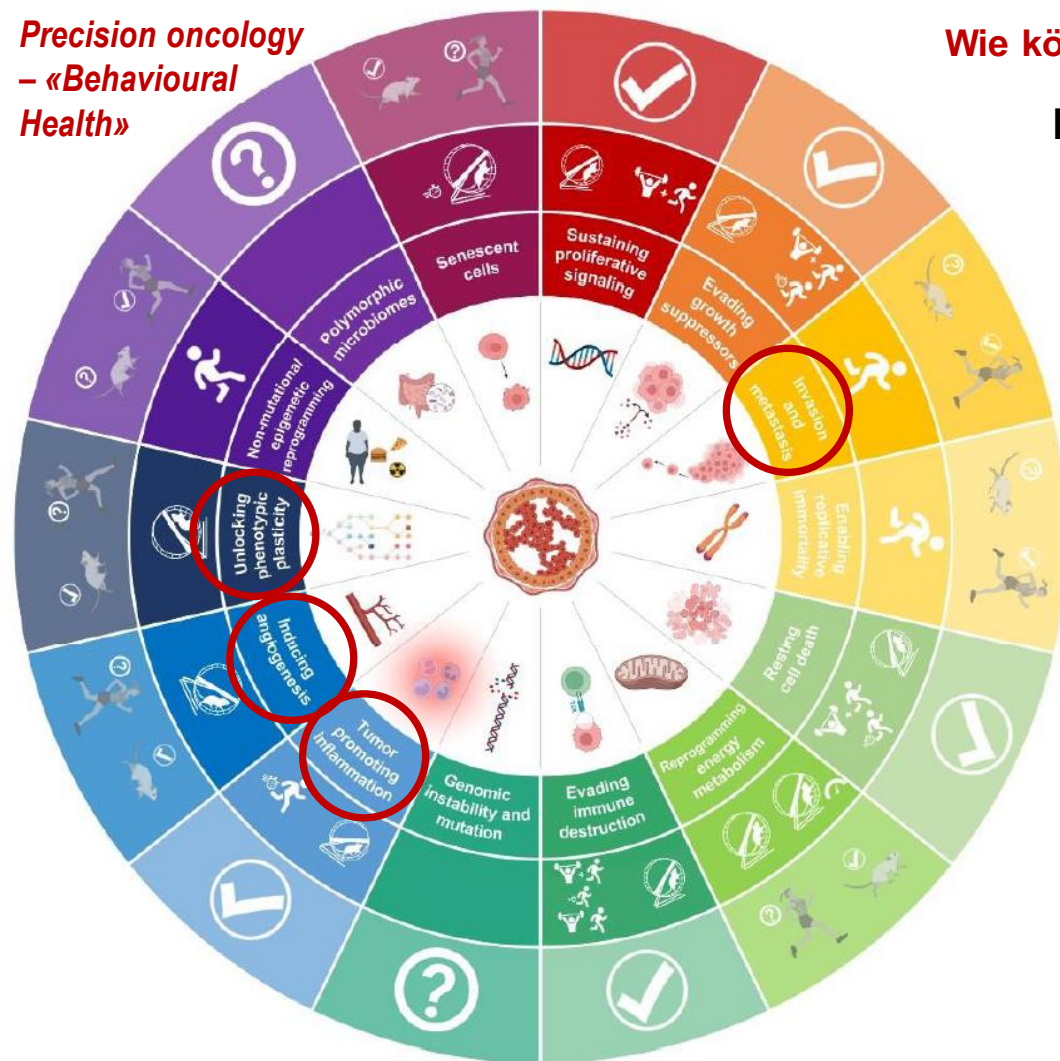 Precision oncology
– «Behavioural
Health»
Wie kö
Senescent
cells
Sustaining
proliferative
signaling
Evading
growth
suppressors
Invasion
and
metastasis
Enabling
replicative
immortality
Resting
cell death
Reprogramming
energy
metabolism
Evading
immune
destruction
Genomic
instability and
mutation
Tumor
promoting
inflammation
Inducing
angiogenesis
Unlocking
phenotypic
plasticity
Non-mutational
epigenetic
reprogramming
Polymorphic
microbiomes